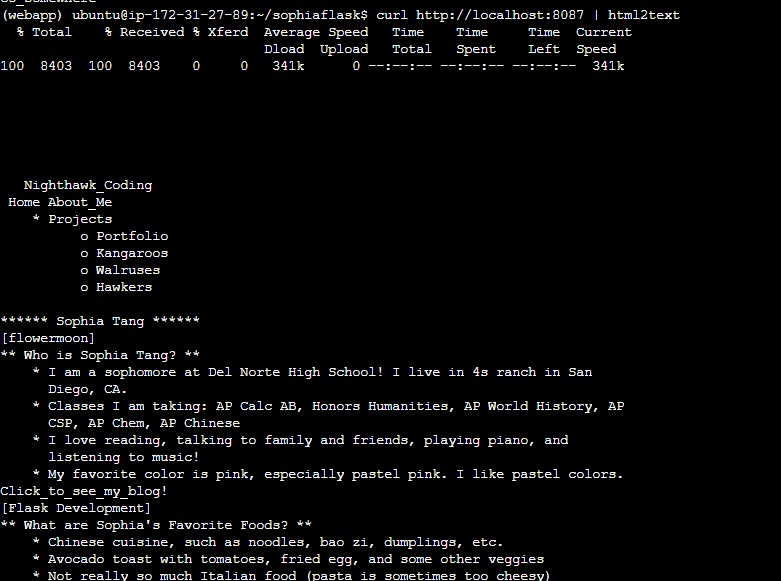 (webapp) ubuntu@ip-172-31-27-89:~/sophiaflask$ curl http://localhost:8087 | html2text
  % Total    % Received % Xferd  Average Speed   Time    Time     Time  Current
                                 Dload  Upload   Total   Spent    Left  Speed
100  8403  100  8403    0     0   341k      0 --:--:-- --:--:-- --:--:--  341k
   Nighthawk_Coding
 Home About_Me
    * Projects
          o Portfolio
          o Kangaroos
          o Walruses
          o Hawkers
****** Sophia Tang ******
[flowermoon]
** Who is Sophia Tang? **
    * I am a sophomore at Del Norte High School! I live in 4s ranch in San
      Diego, CA.
    * Classes I am taking: AP Calc AB, Honors Humanities, AP World History, AP
      CSP, AP Chem, AP Chinese
    * I love reading, talking to family and friends, playing piano, and
      listening to music!
    * My favorite color is pink, especially pastel pink. I like pastel colors.
Click_to_see_my_blog!
[Flask Development]
** What are Sophia's Favorite Foods? **
    * Chinese cuisine, such as noodles, bao zi, dumplings, etc.
    * Avocado toast with tomatoes, fried egg, and some other veggies
    * Not really so much Italian food (pasta is sometimes too cheesy)